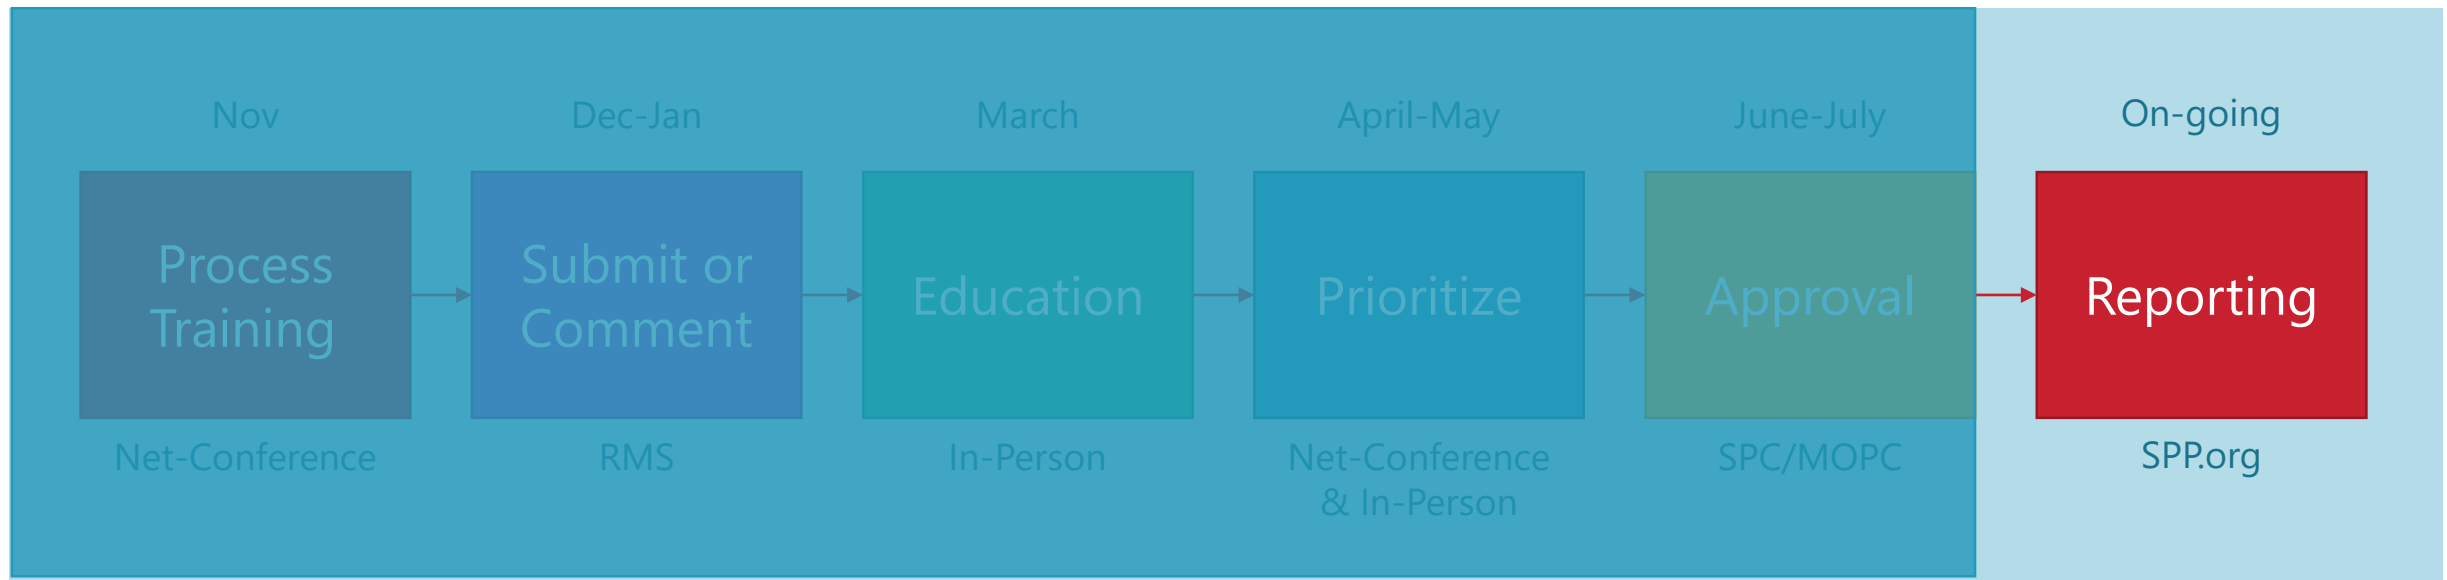 Nov
Dec-Jan
March
April-May
June-July
On-going
Process
Training
Submit or
Comment
Education
Prioritize
Approval
Reporting
Net-Conference
RMS
In-Person
Net-Conference
& In-Person
SPC/MOPC
SPP.org